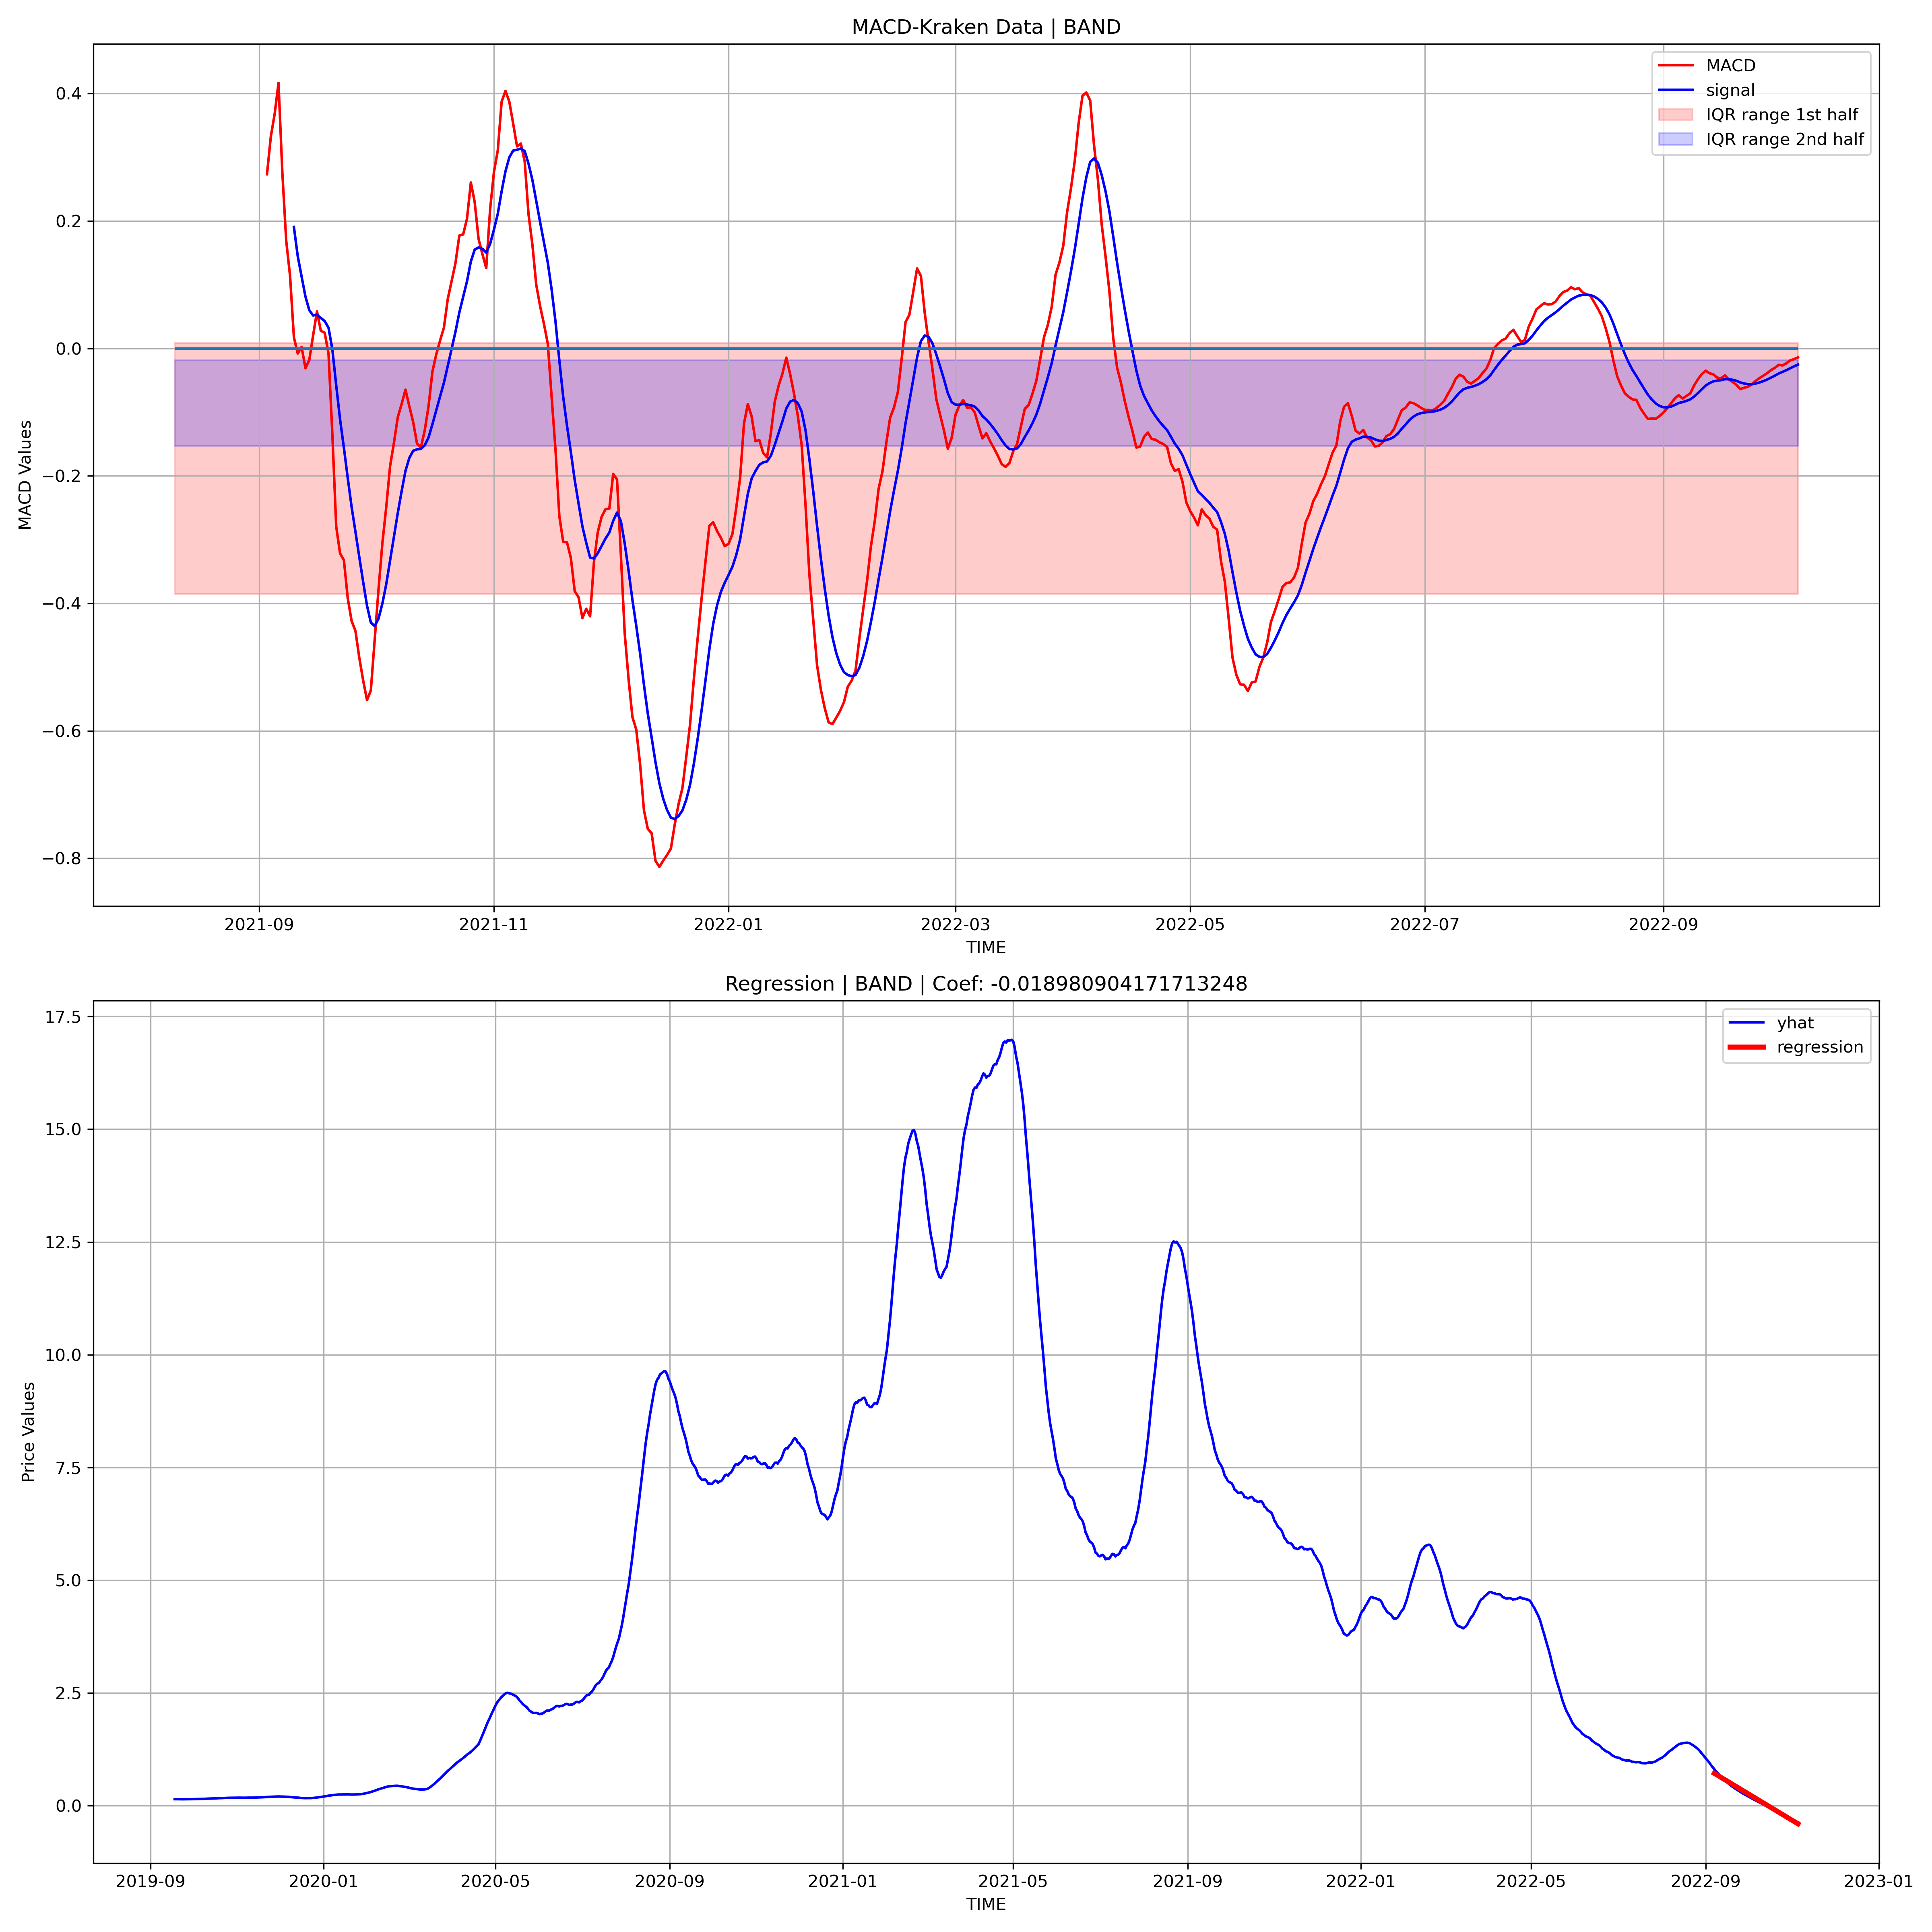 MACD-Kraken Data | BAND
MACD
signal
IQR range 1st half
IQR range 2nd half
0.4
0.2
0.0
−0.2
−0.4
−0.6
−0.8
MACD Values
2021-09
2021-11
2022-01
2022-03
2022-05
2022-07
2022-09
TIME
Regression | BAND | Coef: -0.018980904171713248
yhat
regression
17.5
15.0
12.5
10.0
7.5
5.0
2.5
0.0
Price Values
2019-09
2020-01
2020-05
2020-09
2021-01
2021-05
2021-09
2022-01
2022-05
2022-09
2023-01
TIME